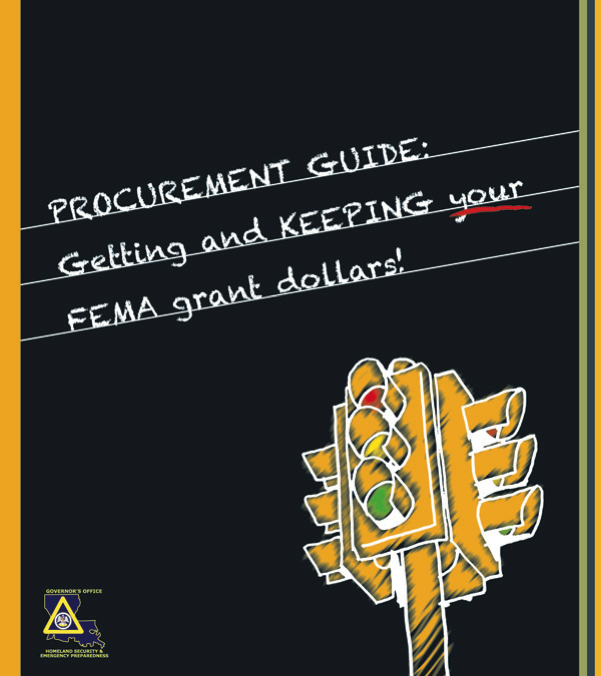 PROCUREMENT GUIDE:
Getting and KEEPING your
FEMA grant dollars!
GOVERNOR'S OFFICE
HOMELAND SECURITY &
EMERGENCY PREPAREDNESS